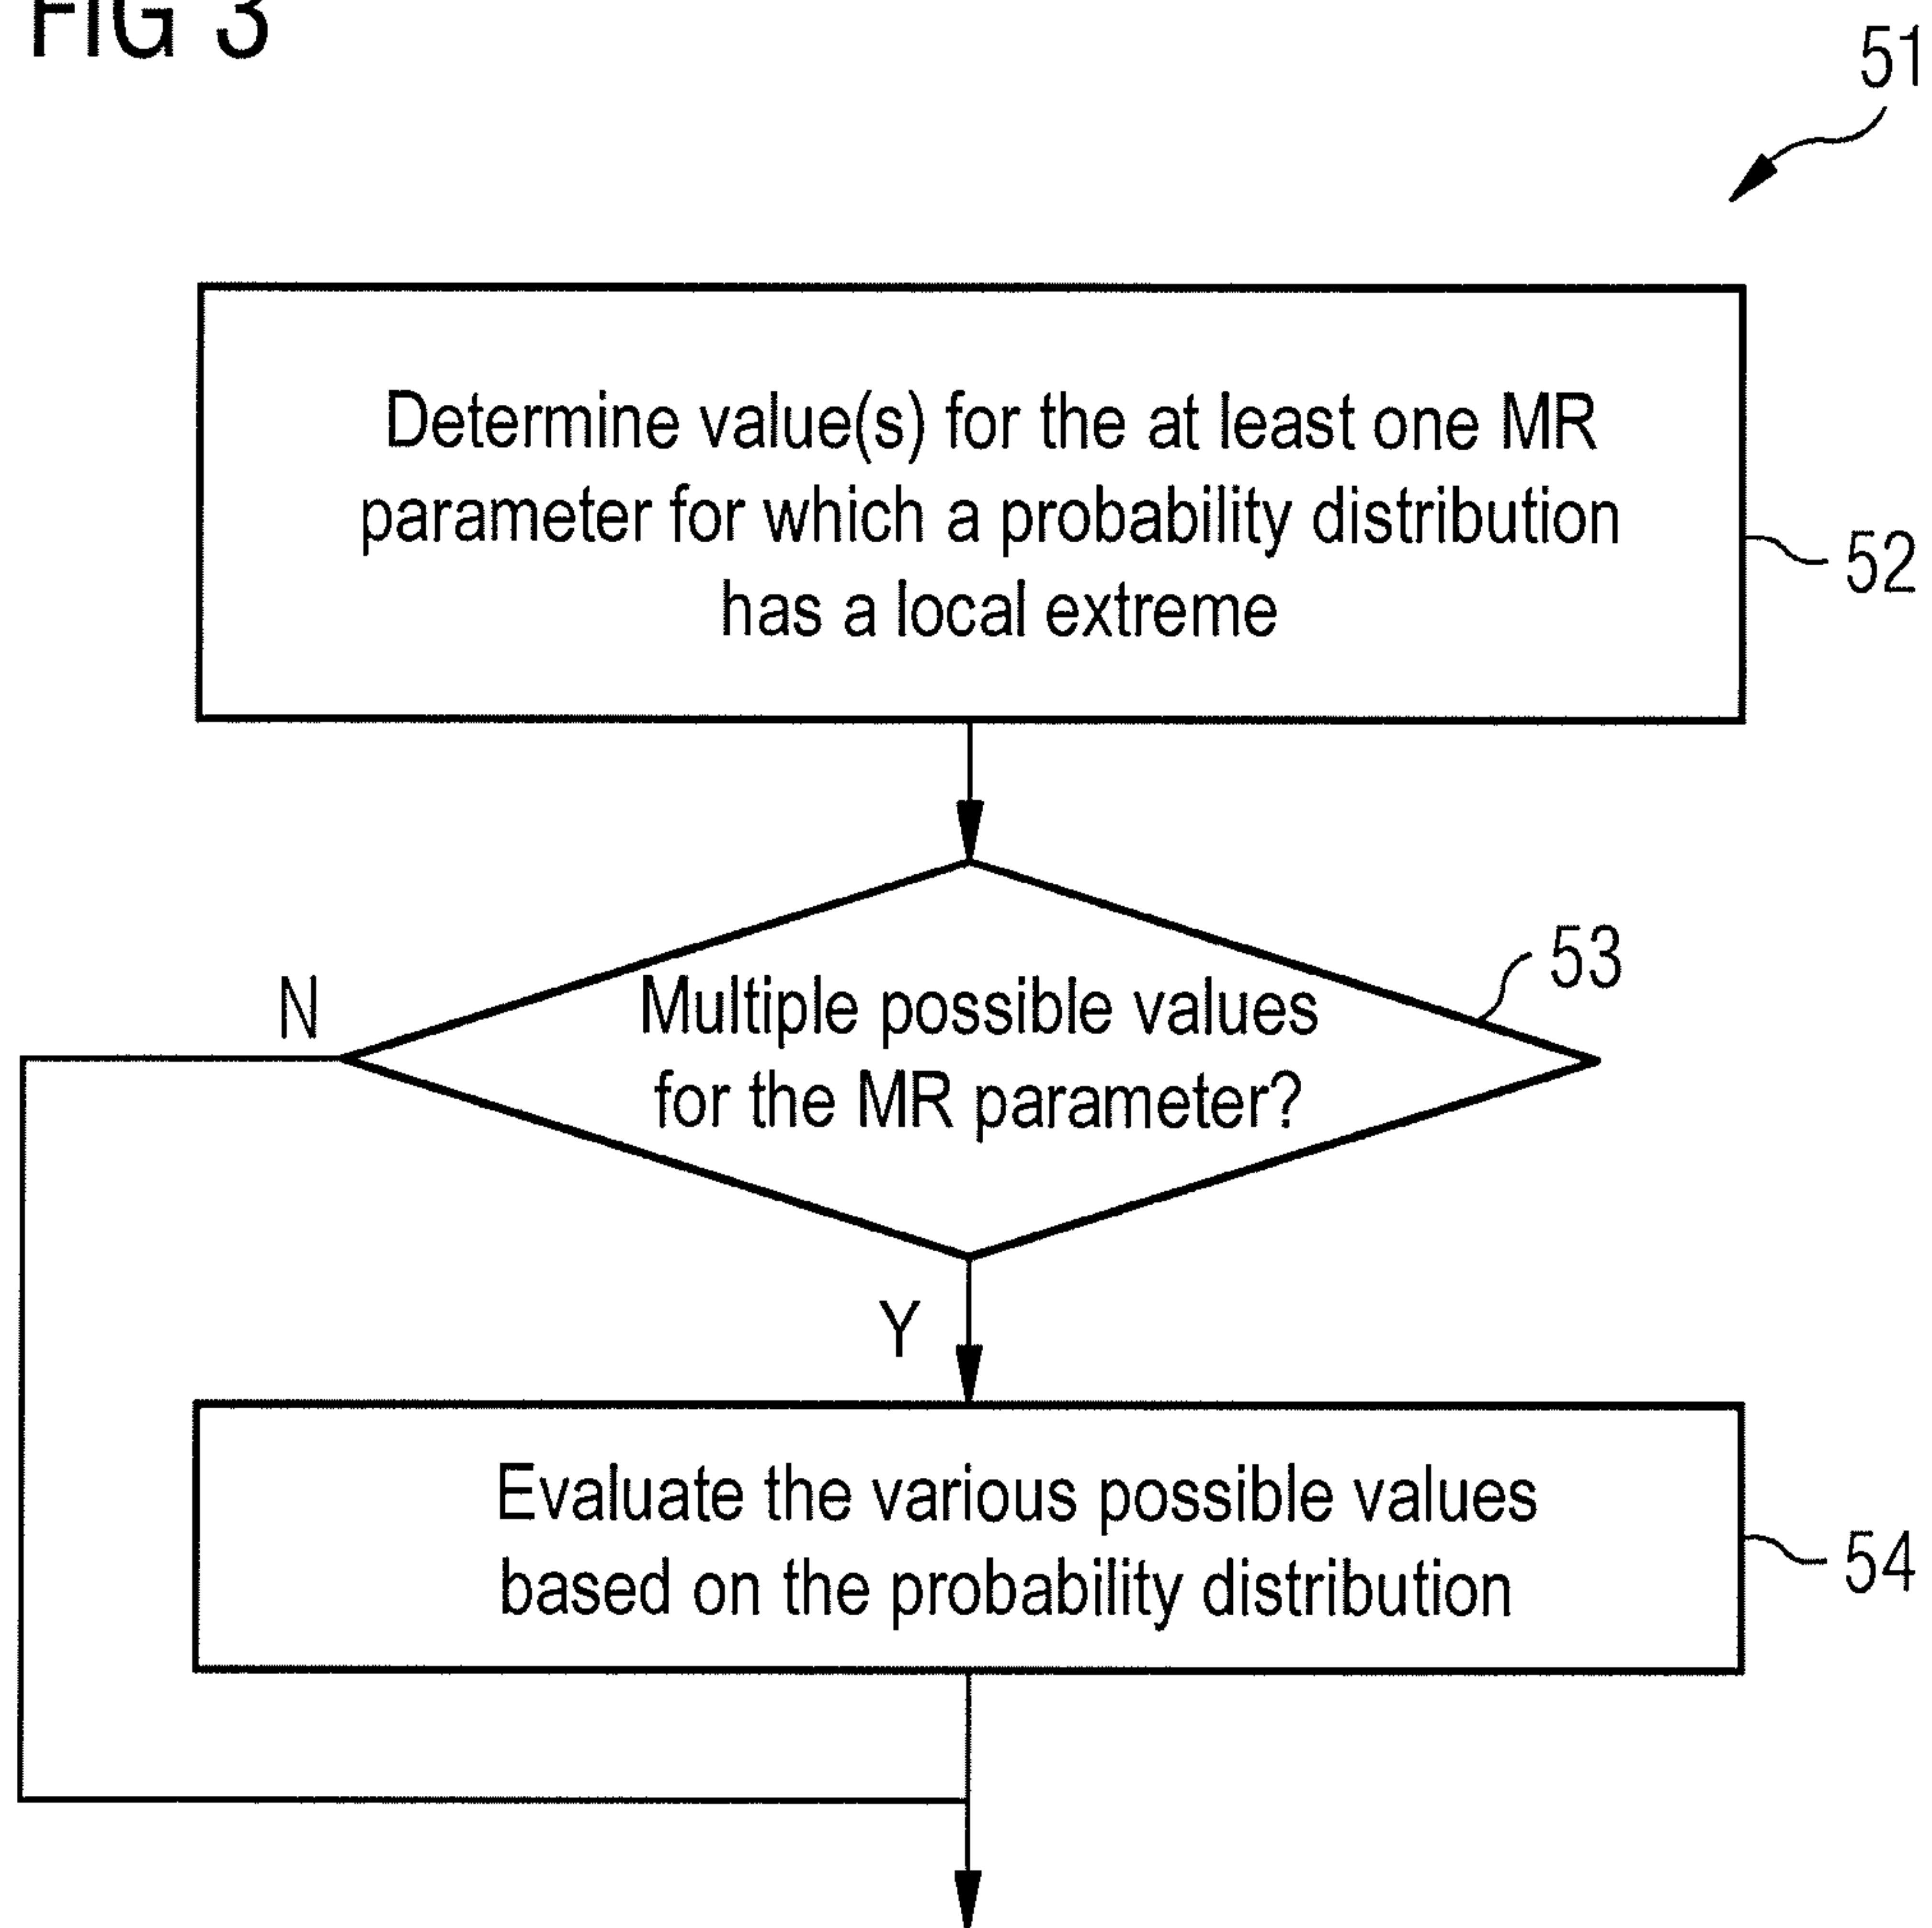 FIG 3
51
Determine value(s) for the at least one MR
parameter for which a probability distribution
has a local extreme
52
53
N
Multiple possible values
for the MR parameter?
Y
Evaluate the various possible values
based on the probability distribution
54